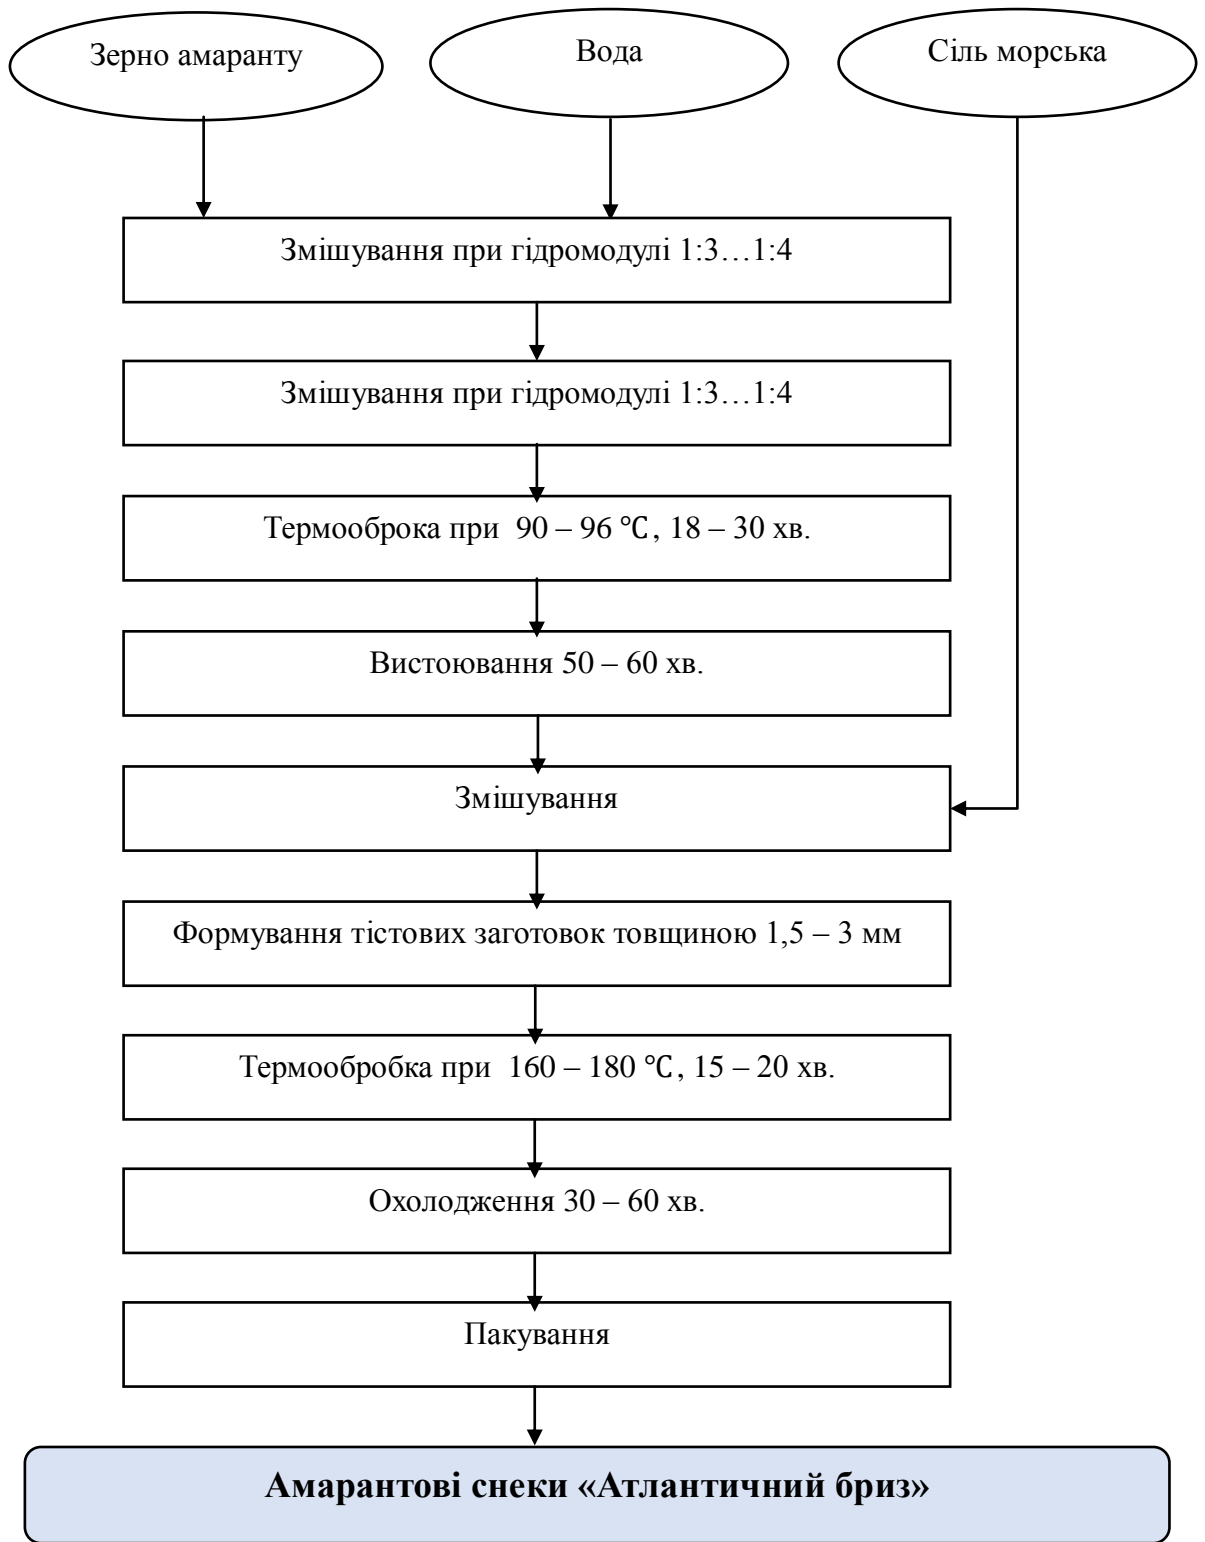 Зерно амаранту
Вода
Сіль морська
Змішування при гідромодулі 1:3…1:4
Змішування при гідромодулі 1:3…1:4
Термооброка при 90 – 96 ℃, 18 – 30 хв.
Вистоювання 50 – 60 хв.
Змішування
Формування тістових заготовок товщиною 1,5 – 3 мм
Термообробка при 160 – 180 ℃, 15 – 20 хв.
Охолодження 30 – 60 хв.
Пакування
Амарантові снеки «Атлантичний бриз»